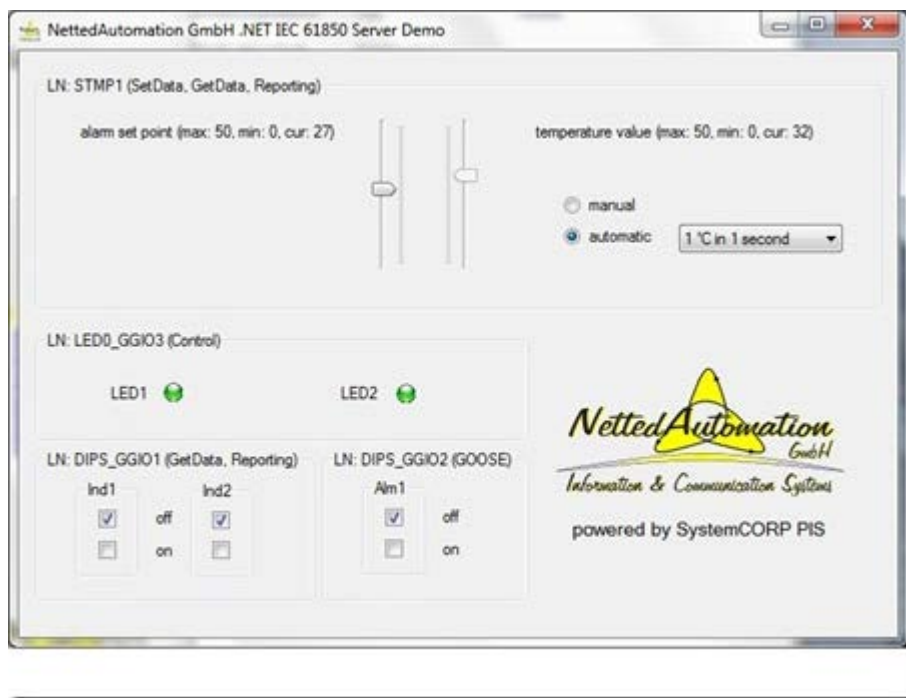 NettedAutomation GmbH .NET IEC 61850 Server Demo
LN: STMP1 (SetData, GetData, Reporting)
alarm set point (max: 50, min: 0, cur: 27)
temperature value (max: 50, min: 0, cur: 32)
manual
automatic
1 °C in 1 second
LN: LED0_GGIO3 (Control)
LED1
LED2
LN: DIPS_GGIO1 (GetData, Reporting)
Ind1
Ind2
off
on
LN: DIPS_GGIO2 (GOOSE)
Alm1
off
on
NettedAutomation
GmbH
Information & Communication Systems
powered by SystemCORP PIS